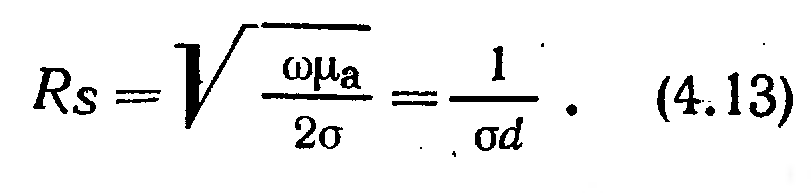 Rs = √(ωμa/2σ) = 1/σd . (4.13)